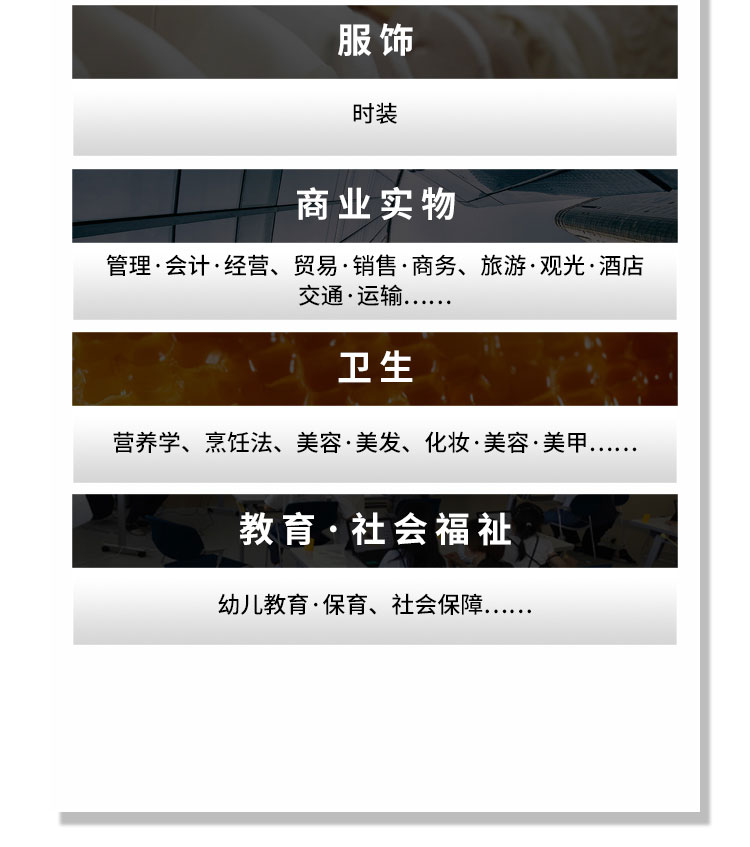 服饰
时装
商业实物
管理·会计·经营、贸易·销售·商务、旅游·观光·酒店
交通·运输……
卫生
营养学、烹饪法、美容·美发、化妆·美容·美甲……
教育·社会福祉
幼儿教育·保育、社会保障……